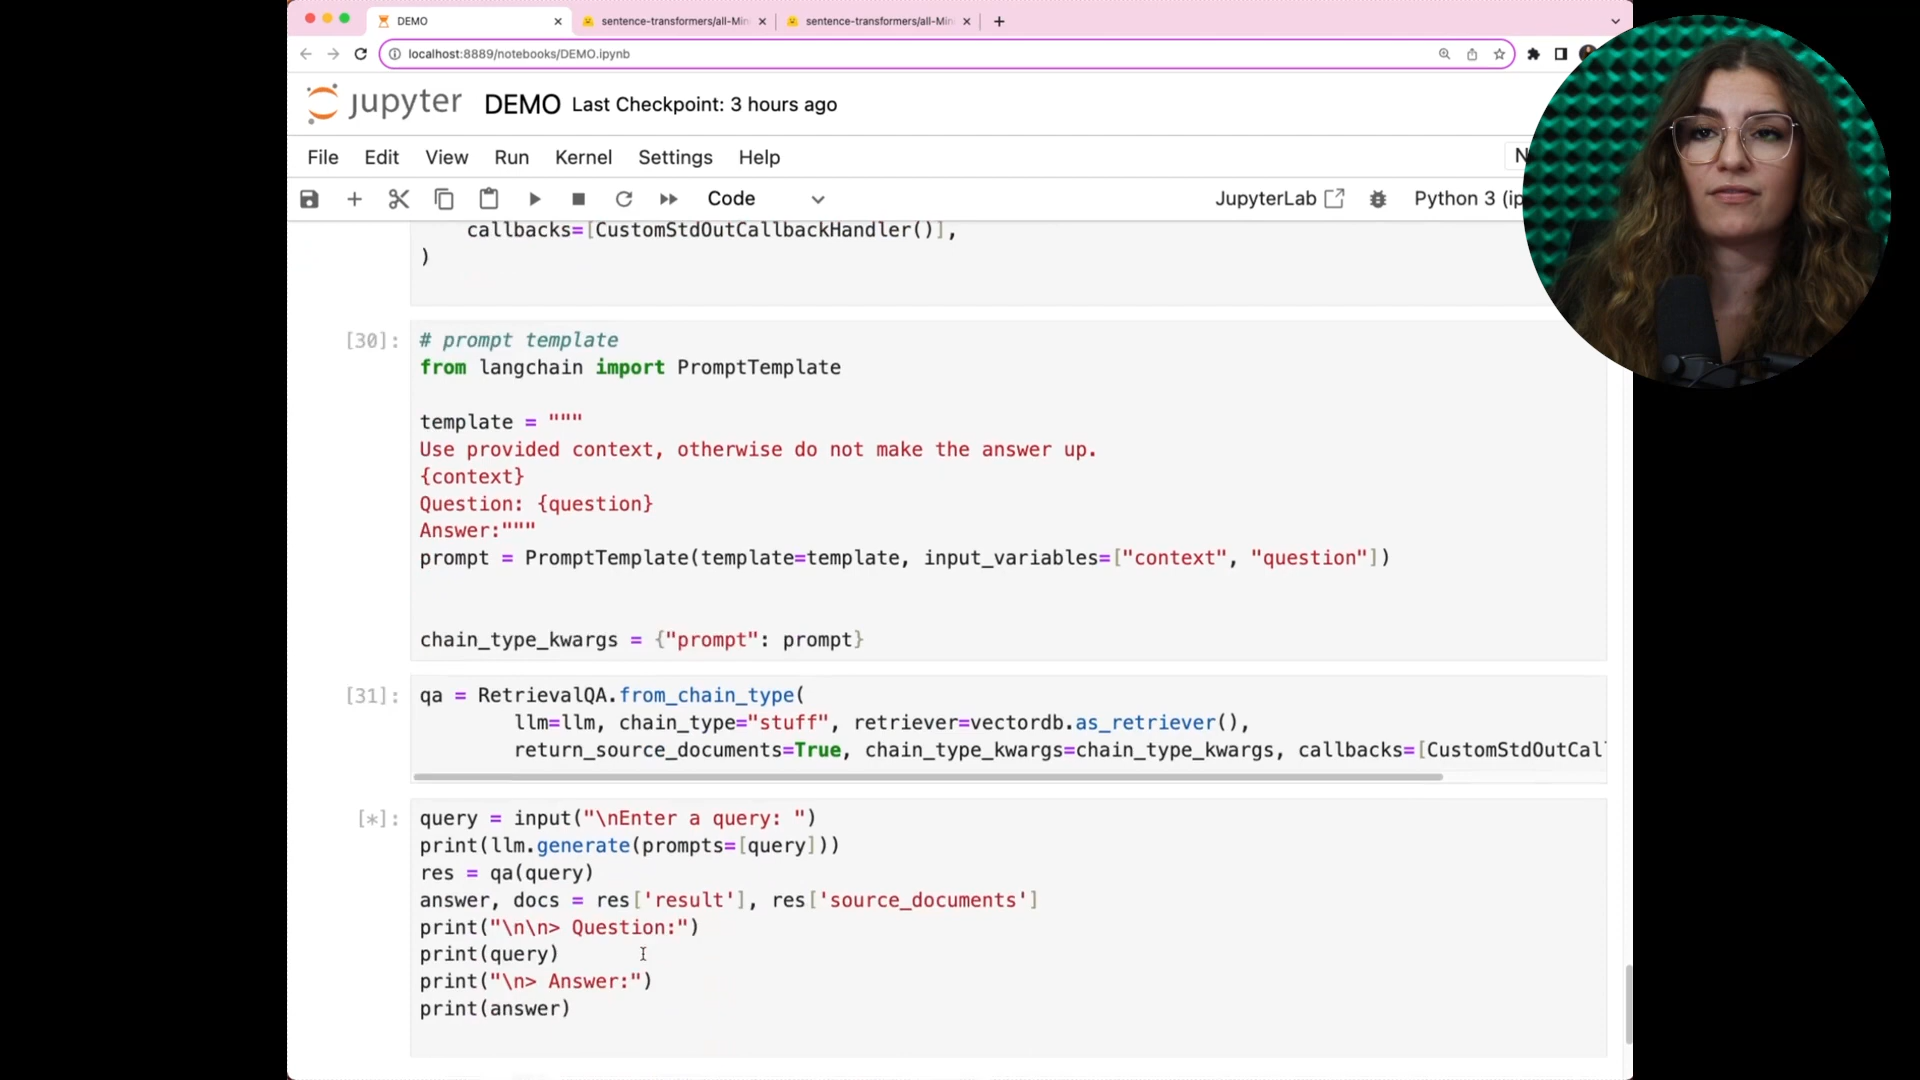 DEMO
sentence-transformers/all-Min
sentence-transformers/all-Min
localhost:8889/notebooks/DEMO.ipynb
jupyter DEMO Last Checkpoint: 3 hours ago
File Edit View Run Kernel Settings Help
Code JupyterLab Python 3 (ip
callbacks=[CustomStdOutCallbackHandler()],
)
[30]: # prompt template
from langchain import PromptTemplate
template = """
Use provided context, otherwise do not make the answer up.
{context}
Question: {question}
Answer:"""
prompt = PromptTemplate(template=template, input_variables=["context", "question"])
chain_type_kwargs = {"prompt": prompt}
[31]: qa = RetrievalQA.from_chain_type(
llm=llm, chain_type="stuff", retriever=vectordb.as_retriever(),
return_source_documents=True, chain_type_kwargs=chain_type_kwargs, callbacks=[CustomStdOutCal
[*]: query = input("\nEnter a query: ")
print(llm.generate(prompts=[query]))
res = qa(query)
answer, docs = res['result'], res['source_documents']
print("\n\n> Question:")
print(query)
print("\n> Answer:")
print(answer)